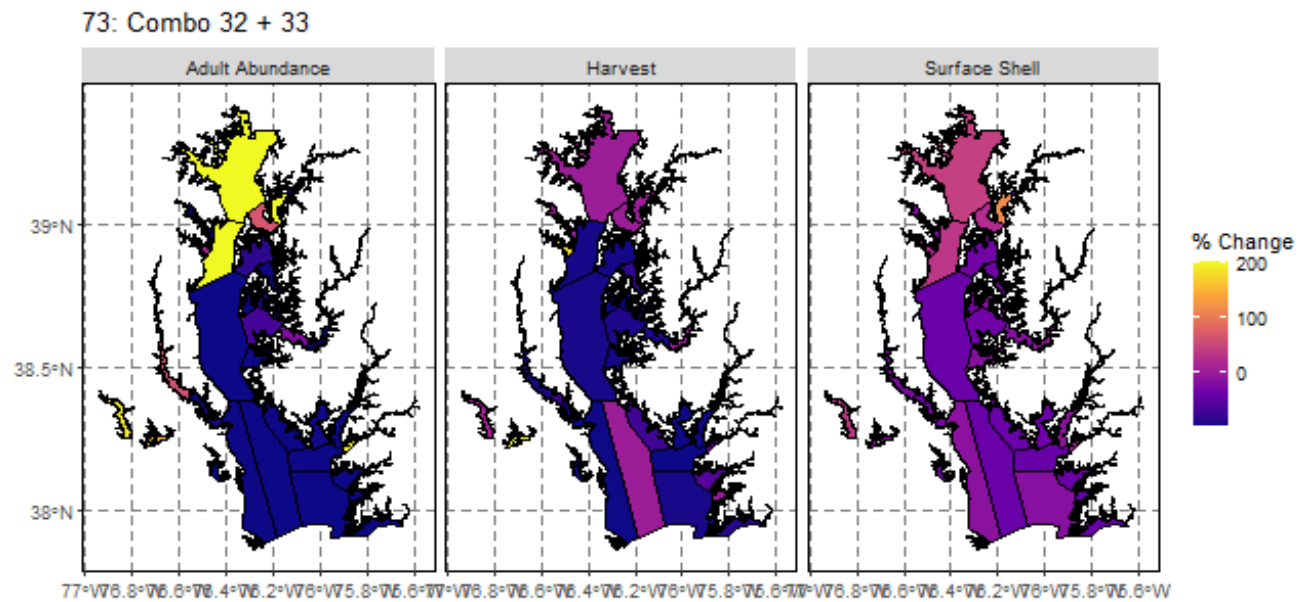 73: Combo 32 + 33
Adult Abundance
Harvest
Surface Shell
39°N
38.5°N
38°N
% Change
200
100
0